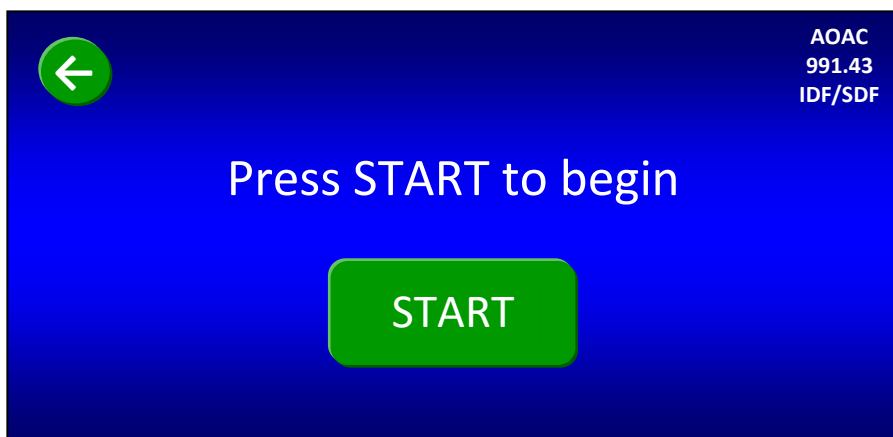 AOAC
991.43
IDF/SDF
Press START to begin
START